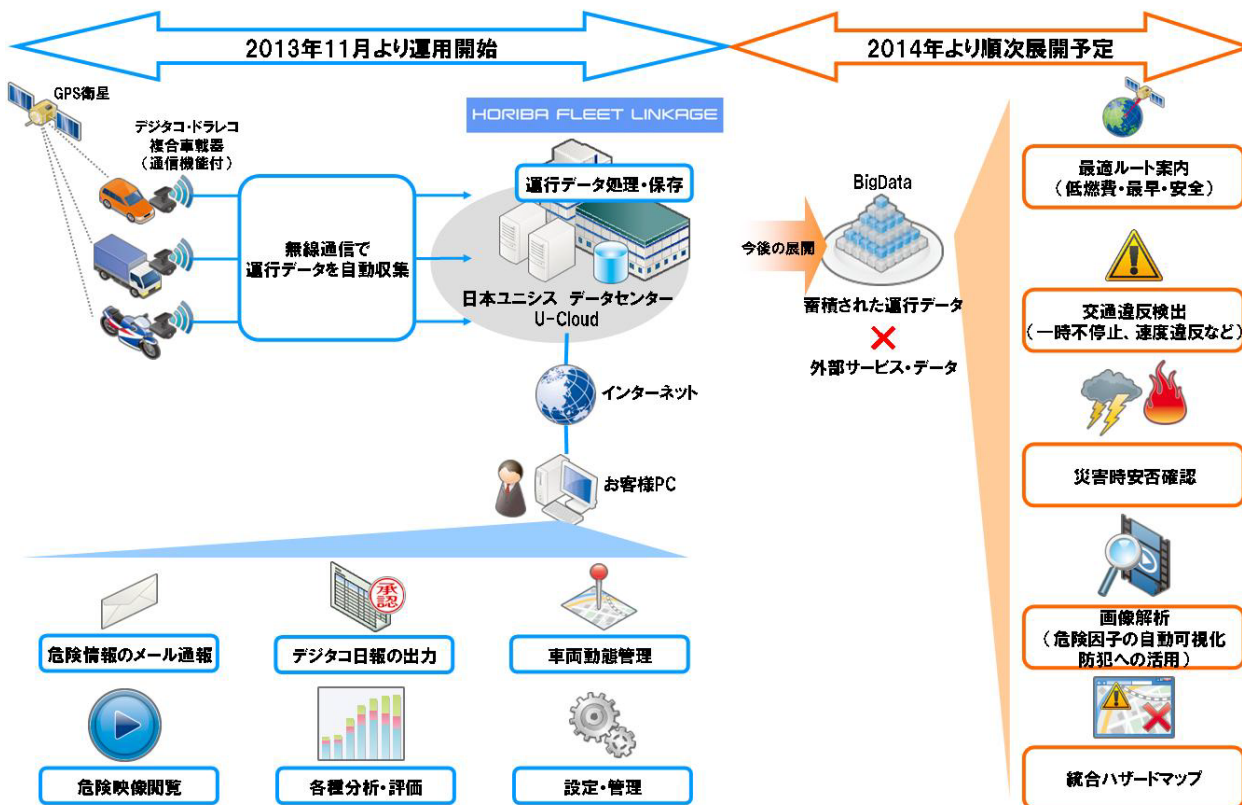 2013年11月より運用開始
2014年より順次展開予定
GPS衛星
デジタコ・ドラレコ
複合車載器
(通信機能付)
HORIBA FLEET LINKAGE
運行データ処理・保存
無線通信で
運行データを自動収集
日本ユニシス データセンター
U-Cloud
インターネット
お客様PC
承認
危険情報のメール通報
デジタコ日報の出力
車両動態管理
危険映像閲覧
各種分析・評価
設定・管理
今後の展開
BigData
蓄積された運行データ
外部サービス・データ
最適ルート案内
(低燃費・最早・安全)
交通違反検出
(一時不停止、速度違反など)
災害時安否確認
画像解析
(危険因子の自動可視化
防犯への活用)
統合ハザードマップ